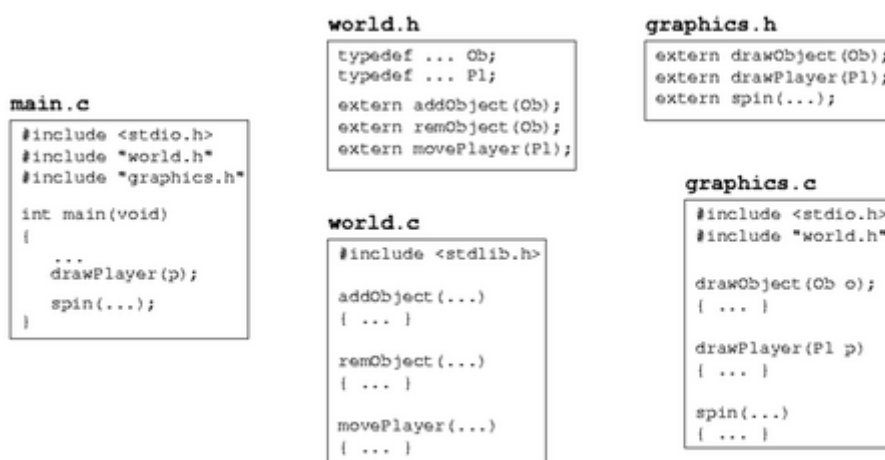 main.c
#include <stdio.h>
#include "world.h"
#include "graphics.h"
int main(void)
{
...
drawPlayer(p);
spin(...);
}
world.h
typedef ... Ob;
typedef ... Pl;
extern addObject(Ob);
extern remObject(Ob);
extern movePlayer(Pl);
world.c
#include <stdlib.h>
addObject(...)
{ ... }
remObject(...)
{ ... }
movePlayer(...)
{ ... }
graphics.h
extern drawObject(Ob);
extern drawPlayer(Pl);
extern spin(...);
graphics.c
#include <stdio.h>
#include "world.h"
drawObject(Ob o);
{ ... }
drawPlayer(Pl p)
{ ... }
spin(...)
{ ... }